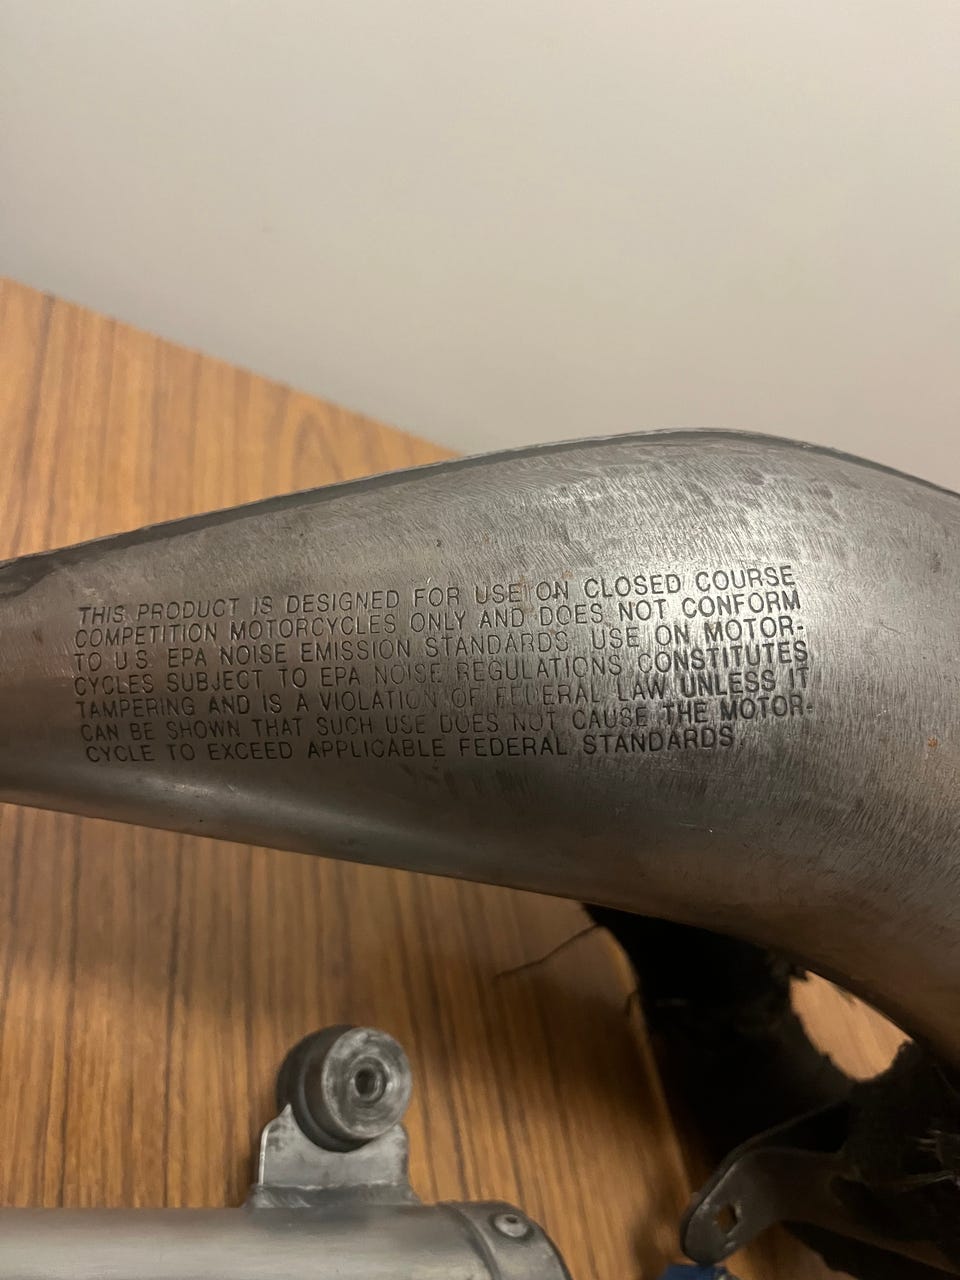 THIS PRODUCT IS DESIGNED FOR USE ON CLOSED COURSE
COMPETITION MOTORCYCLES ONLY AND DOES NOT CONFORM
TO U.S. EPA NOISE EMISSION STANDARDS. USE ON MOTOR-
CYCLES SUBJECT TO EPA NOISE REGULATIONS CONSTITUTES
TAMPERING AND IS A VIOLATION OF FEDERAL LAW UNLESS IT
CAN BE SHOWN THAT SUCH USE DOES NOT CAUSE THE MOTOR-
CYCLE TO EXCEED APPLICABLE FEDERAL STANDARDS.